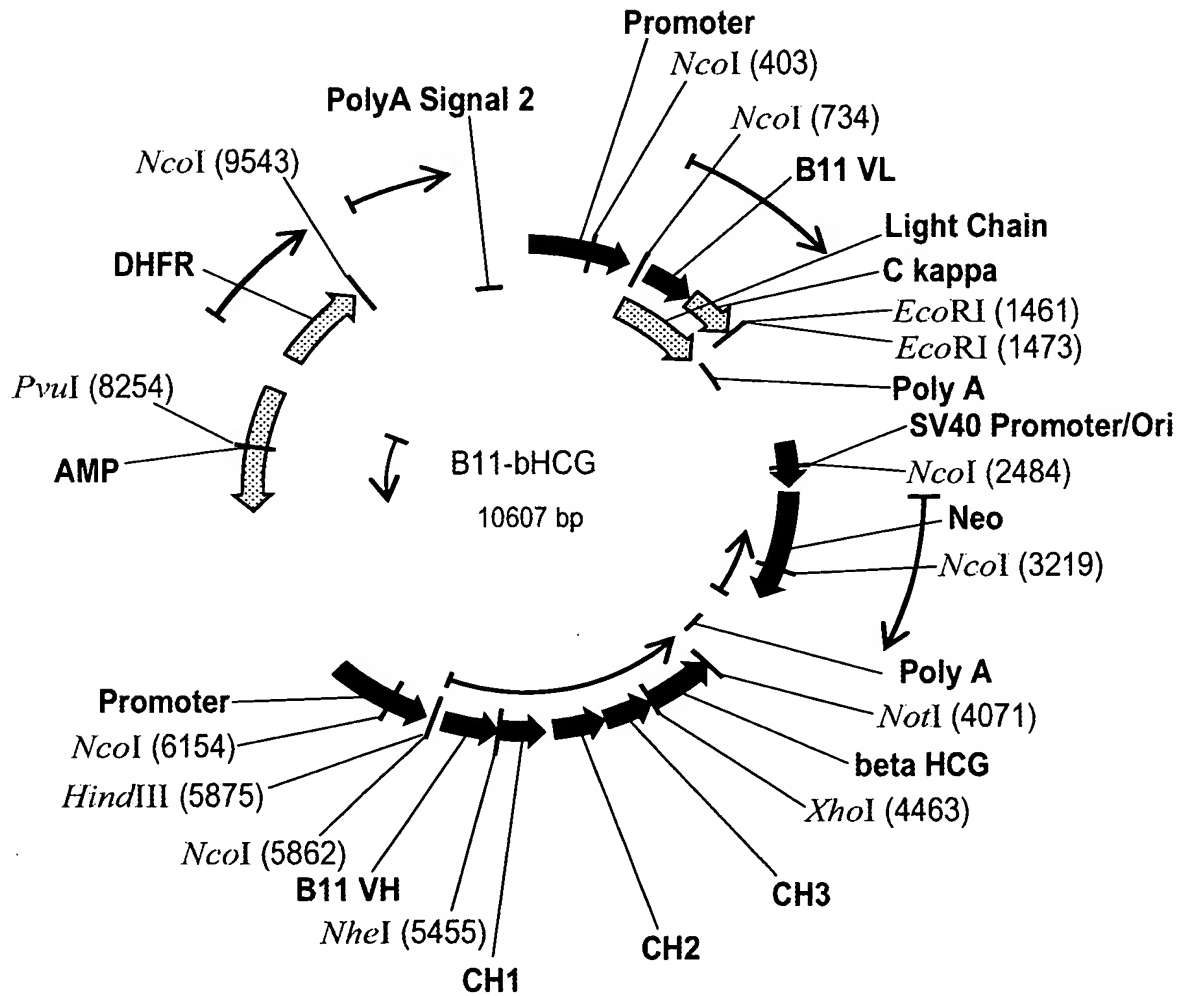 Promoter
NcoI (403)
PolyA Signal 2
NcoI (734)
NcoI (9543)
B11 VL
Light Chain
DHFR
C kappa
EcoRI (1461)
EcoRI (1473)
PvuI (8254)
Poly A
SV40 Promoter/Ori
AMP
B11-bHCG
NcoI (2484)
10607 bp
Neo
NcoI (3219)
Poly A
Promoter
NotI (4071)
NcoI (6154)
beta HCG
HindIII (5875)
XhoI (4463)
NcoI (5862)
B11 VH
CH3
NheI (5455)
CH2
CH1